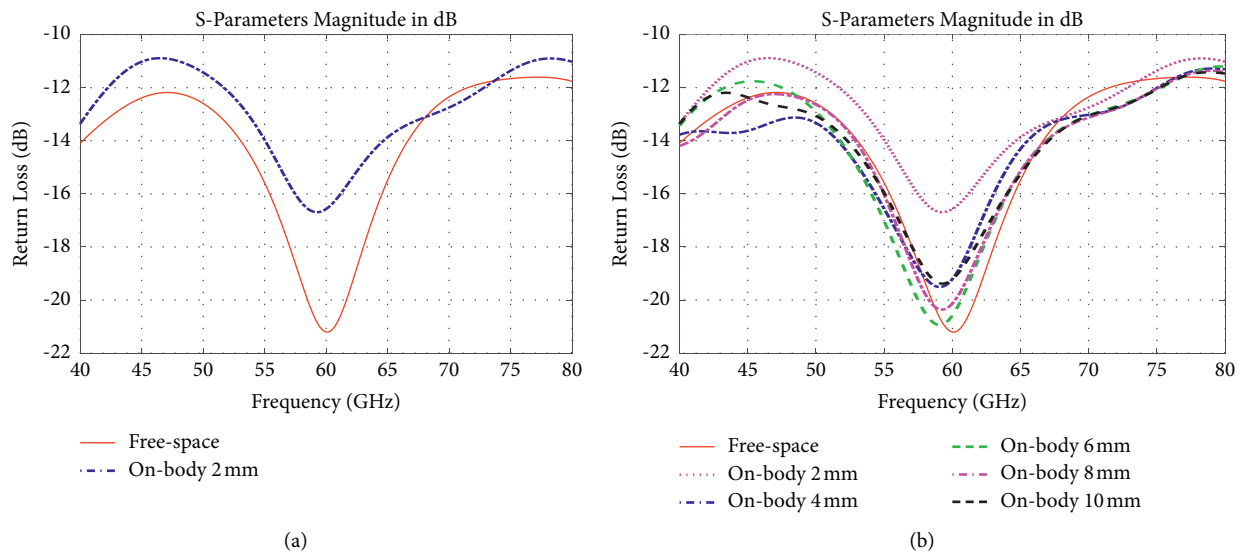 S-Parameters Magnitude in dB
-10
-12
-14
-16
-18
-20
-22
Return Loss (dB)
40 45 50 55 60 65 70 75 80
Frequency (GHz)
Free-space
On-body 2 mm
(a)
S-Parameters Magnitude in dB
-10
-12
-14
-16
-18
-20
-22
Return Loss (dB)
40 45 50 55 60 65 70 75 80
Frequency (GHz)
Free-space
On-body 2 mm
On-body 4 mm
On-body 6 mm
On-body 8 mm
On-body 10 mm
(b)